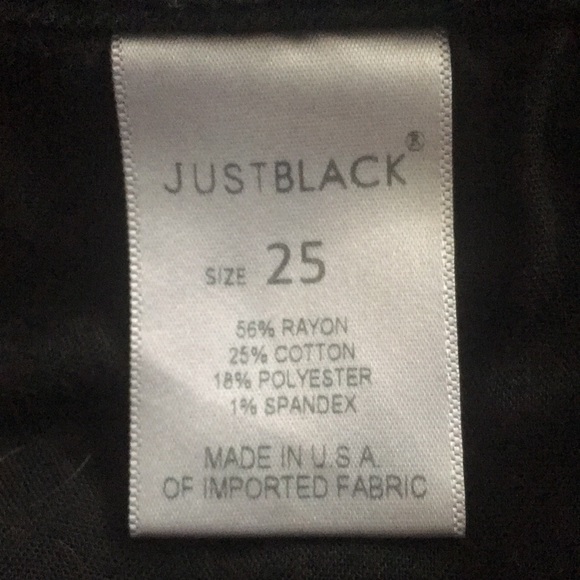 JUSTBLACK®
SIZE 25
56% RAYON
25% COTTON
18% POLYESTER
1% SPANDEX
MADE IN U.S.A.
OF IMPORTED FABRIC